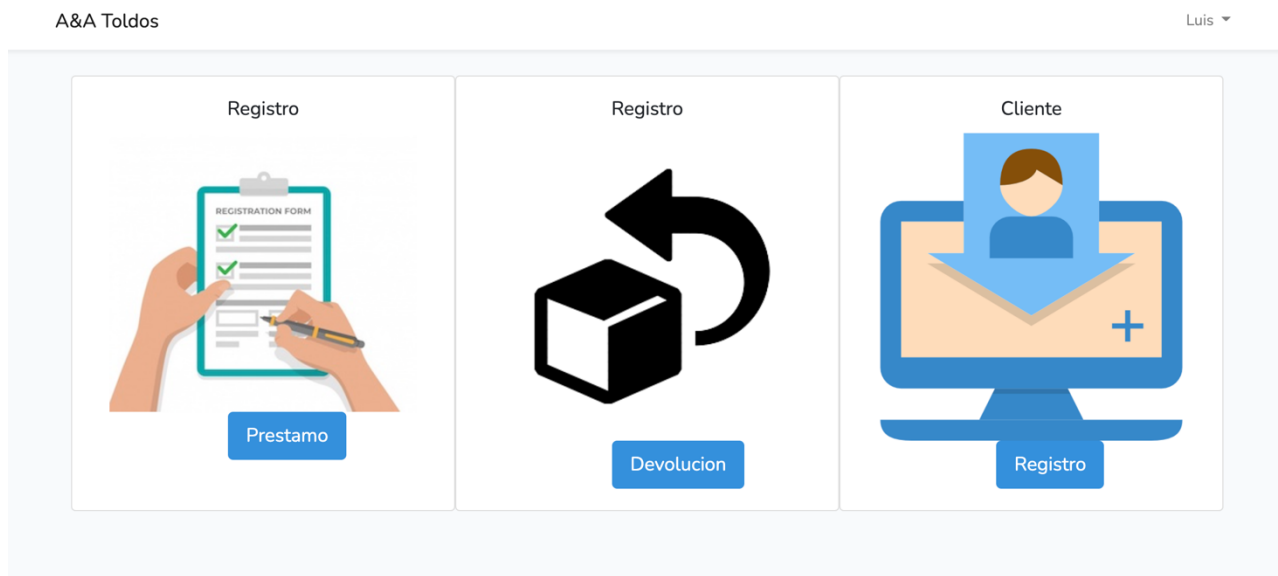 A&A Toldos
Luis
Registro
Registro
Cliente
REGISTRATION FORM
Prestamo
Devolucion
Registro